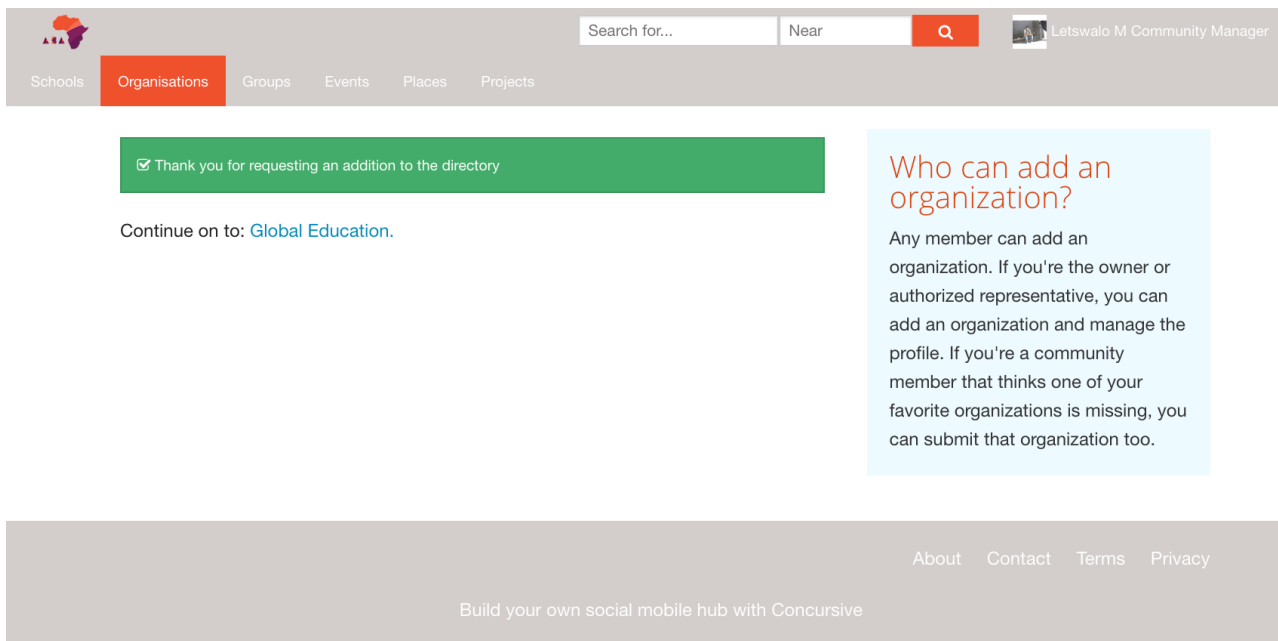 ASA
Search for...
Near
Letswalo M Community Manager
Schools
Organisations
Groups
Events
Places
Projects
Thank you for requesting an addition to the directory
Continue on to: Global Education.
Who can add an
organization?
Any member can add an
organization. If you're the owner or
authorized representative, you can
add an organization and manage the
profile. If you're a community
member that thinks one of your
favorite organizations is missing, you
can submit that organization too.
About
Contact
Terms
Privacy
Build your own social mobile hub with Concursive